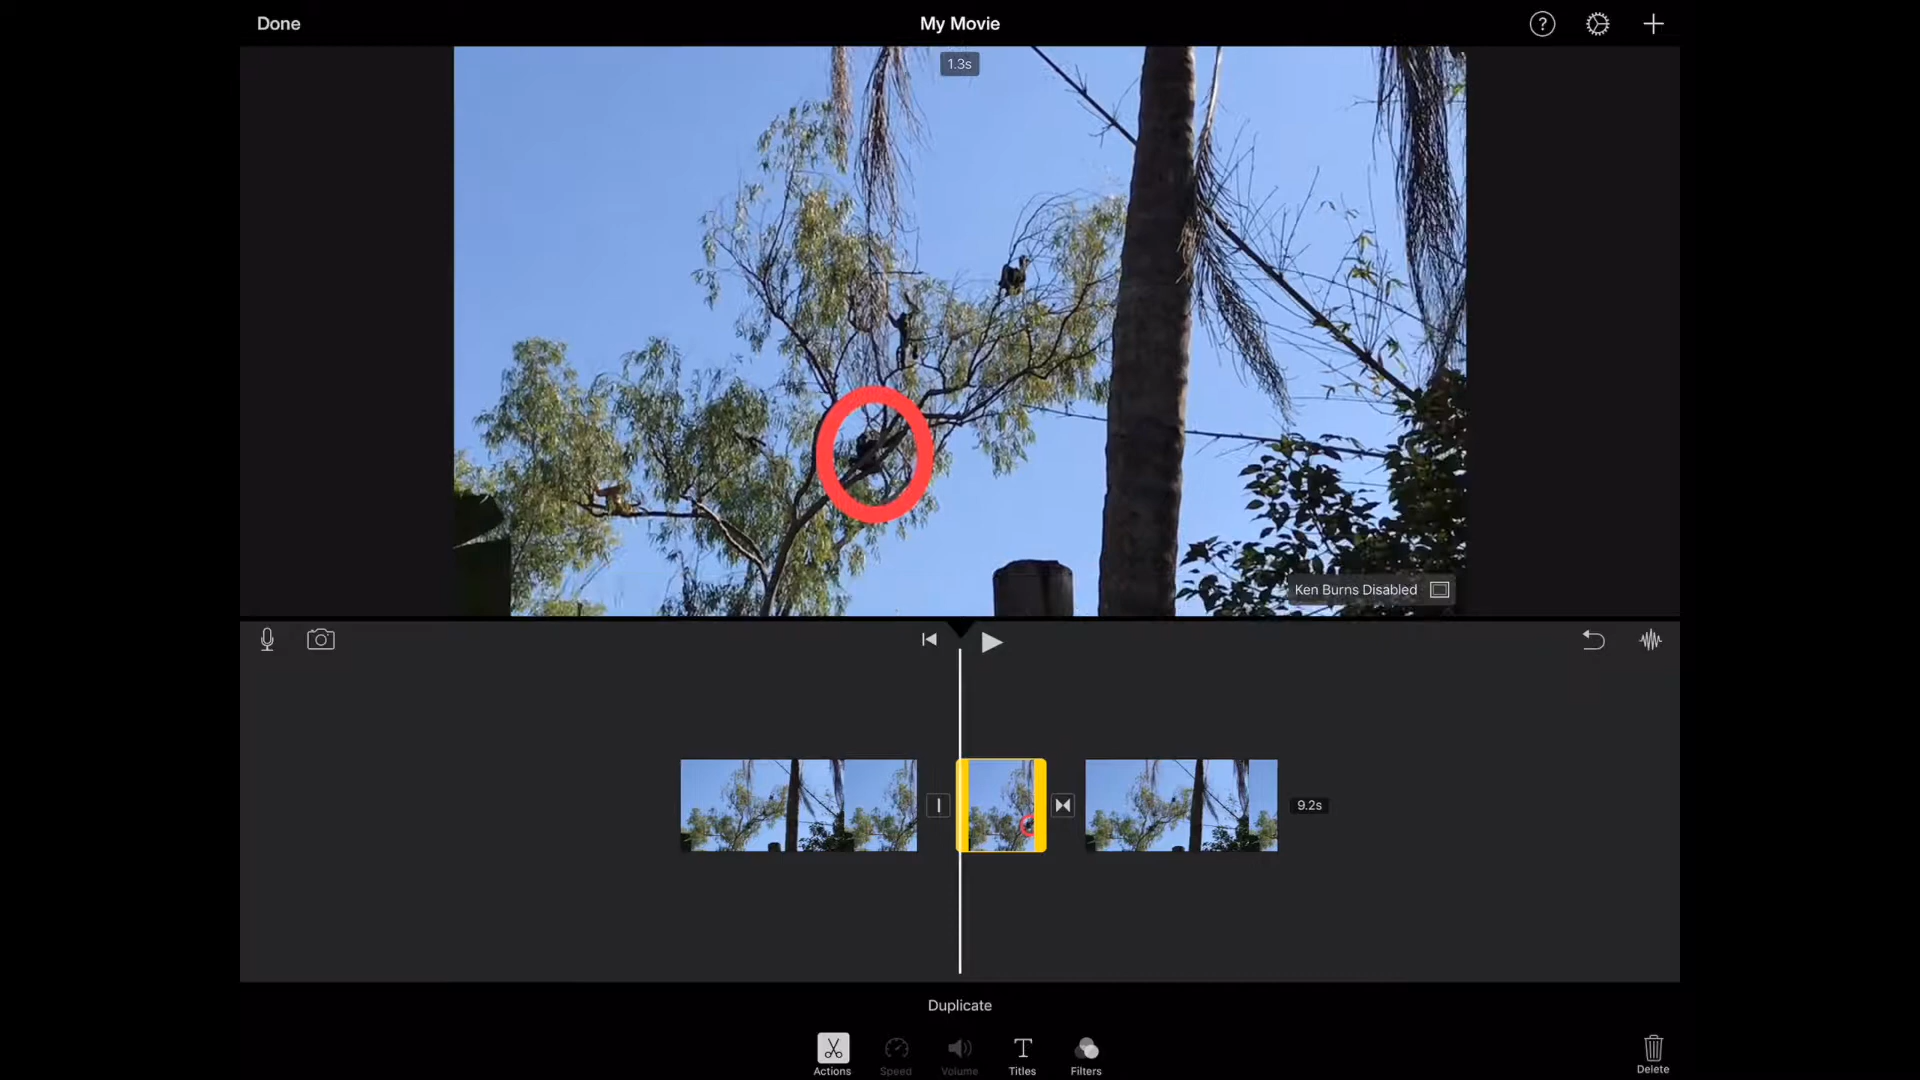 Done
My Movie
?
1.3s
Ken Burns Disabled
9.2s
Duplicate
Actions
Speed
Volume
T
Titles
Filters
Delete